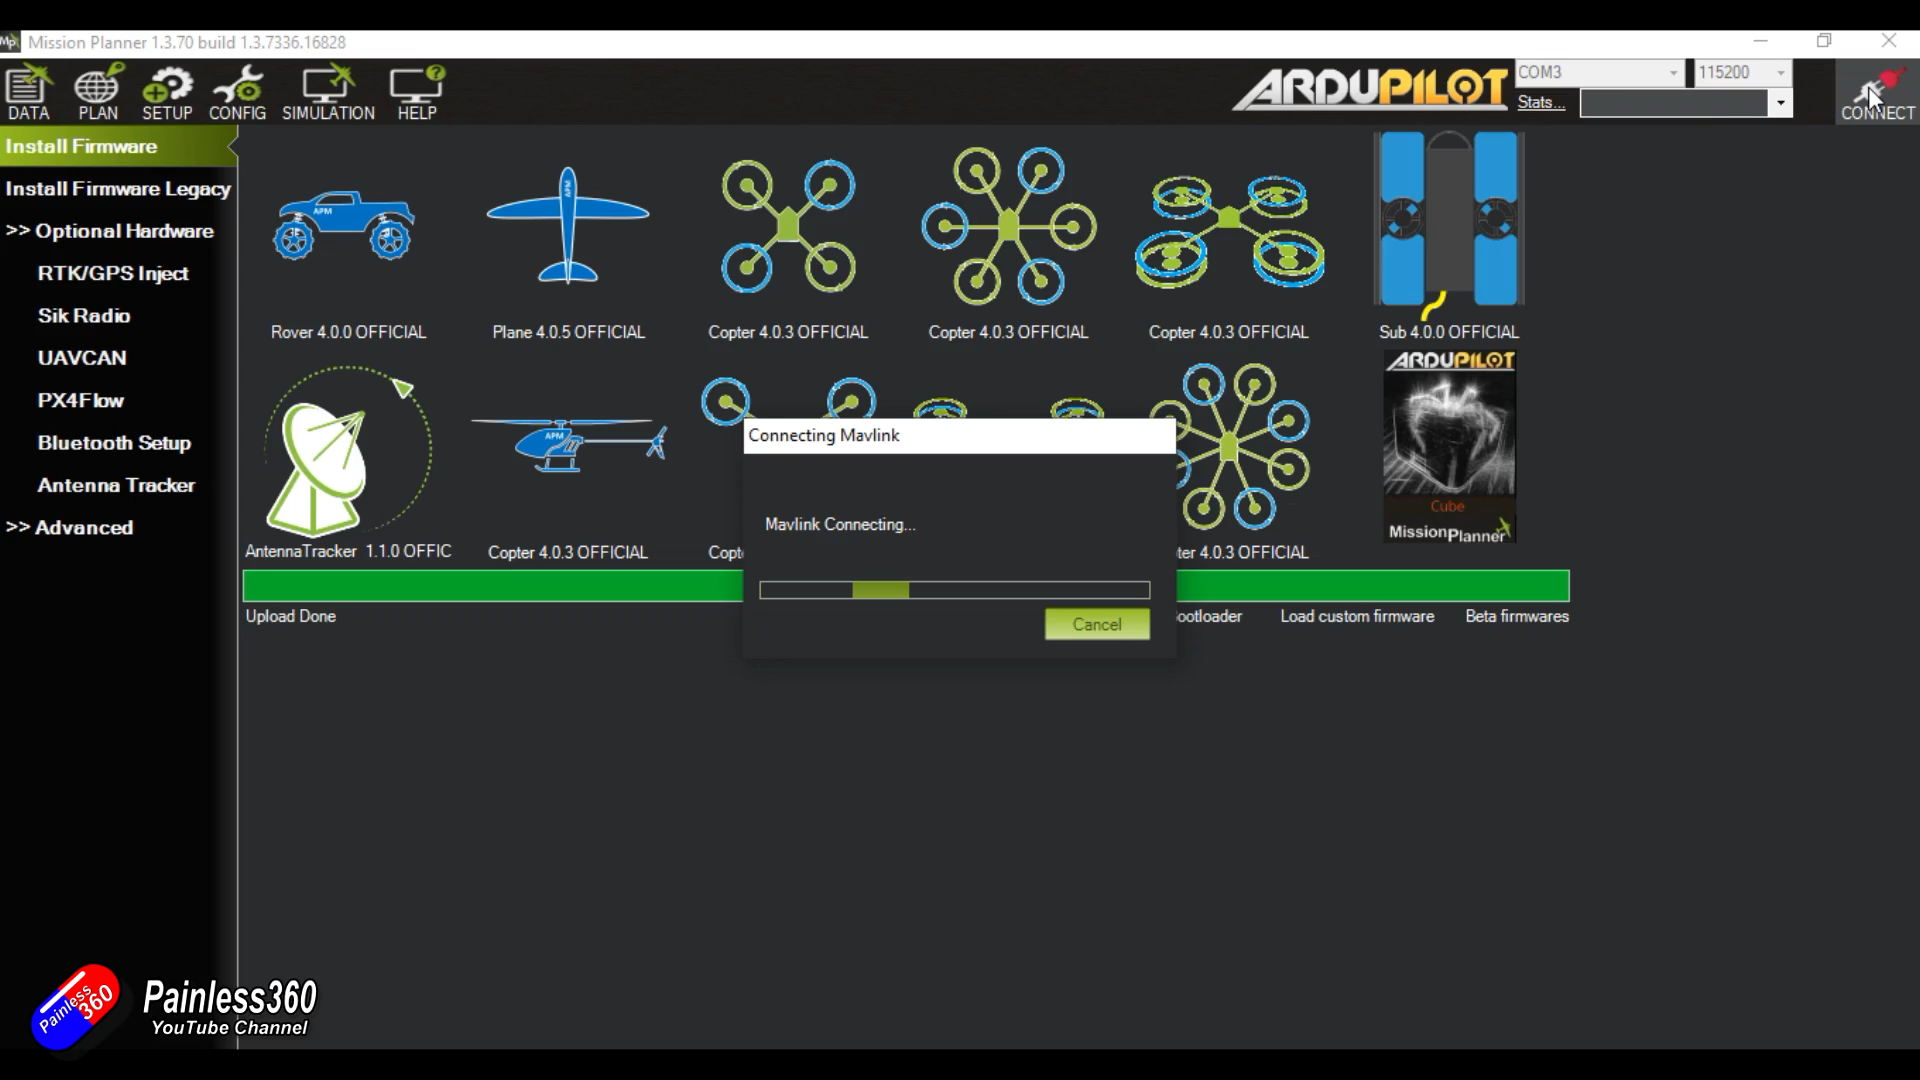 Mp Mission Planner 1.3.70 build 1.3.7336.16828
DATA PLAN SETUP CONFIG SIMULATION HELP
ARDUPILOT
COM3 115200
Stats...
CONNECT
Install Firmware
Install Firmware Legacy
>> Optional Hardware
RTK/GPS Inject
Sik Radio
UAVCAN
PX4Flow
Bluetooth Setup
Antenna Tracker
>> Advanced
APM
APM
Rover 4.0.0 OFFICIAL
Plane 4.0.5 OFFICIAL
Copter 4.0.3 OFFICIAL
Copter 4.0.3 OFFICIAL
Copter 4.0.3 OFFICIAL
Sub 4.0.0 OFFICIAL
APM
ARDUPILOT
Cube
MissionPlanner
AntennaTracker 1.1.0 OFFIC
Copter 4.0.3 OFFICIAL
Copt
ter 4.0.3 OFFICIAL
Connecting Mavlink
Mavlink Connecting...
Cancel
Upload Done
ootloader
Load custom firmware
Beta firmwares
Painless
360
Painless360
YouTube Channel